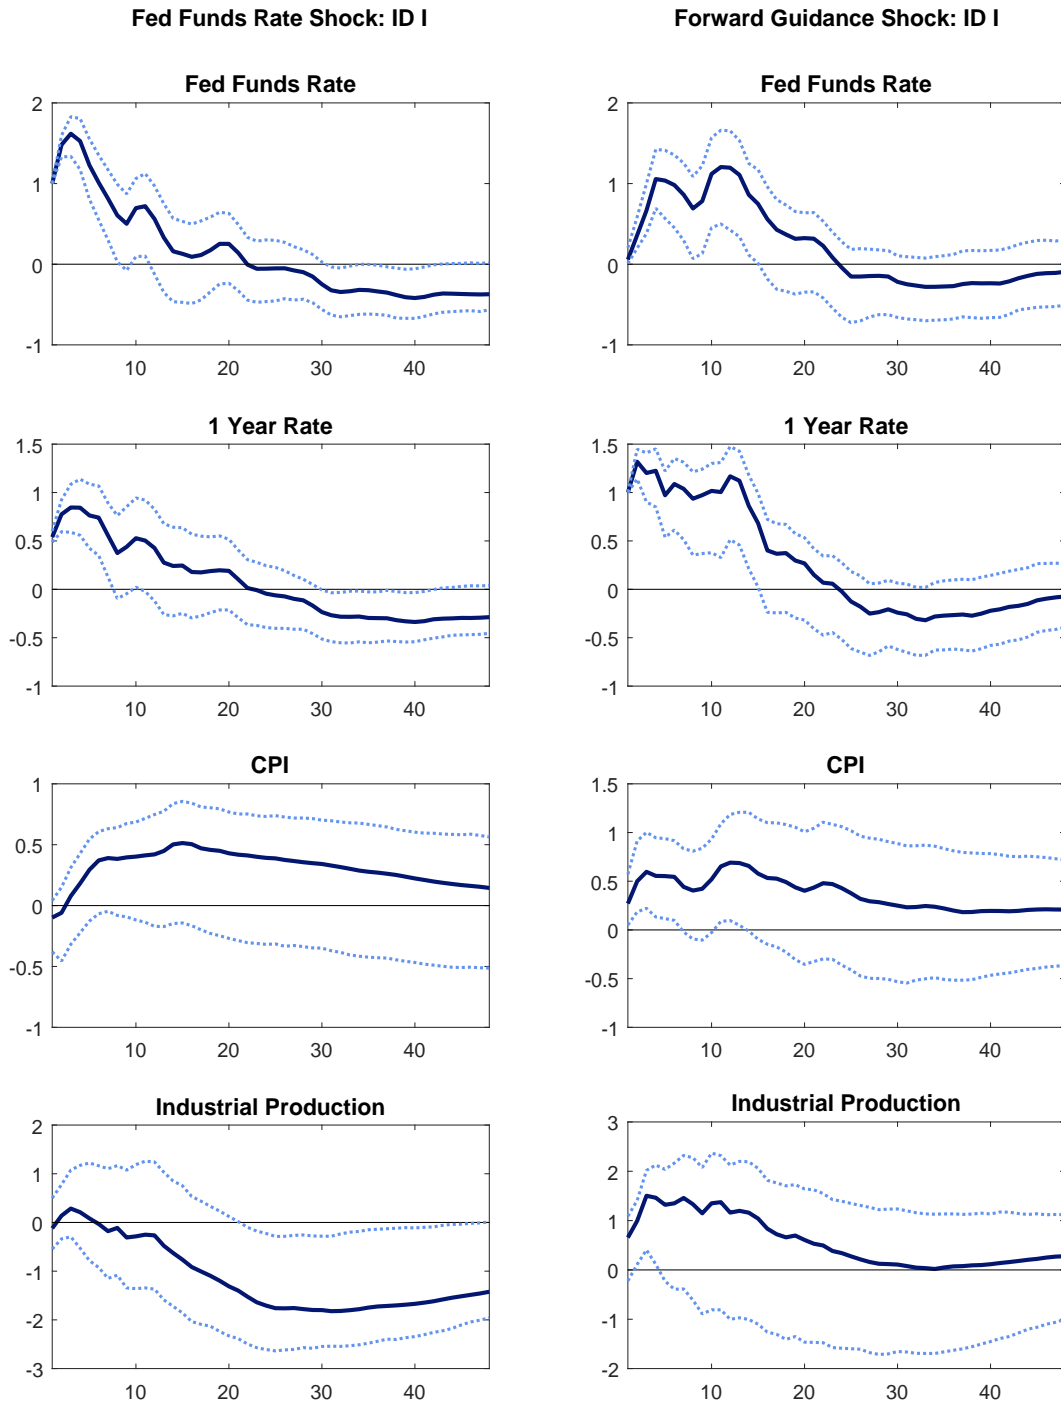 Fed Funds Rate Shock: ID I
Forward Guidance Shock: ID I
Fed Funds Rate
2
1
0
-1
10 20 30 40
Fed Funds Rate
2
1
0
-1
10 20 30 40
1 Year Rate
1.5
1
0.5
0
-0.5
-1
10 20 30 40
1 Year Rate
1.5
1
0.5
0
-0.5
-1
10 20 30 40
CPI
1
0.5
0
-0.5
-1
10 20 30 40
CPI
1.5
1
0.5
0
-0.5
-1
10 20 30 40
Industrial Production
2
1
0
-1
-2
-3
10 20 30 40
Industrial Production
3
2
1
0
-1
-2
10 20 30 40